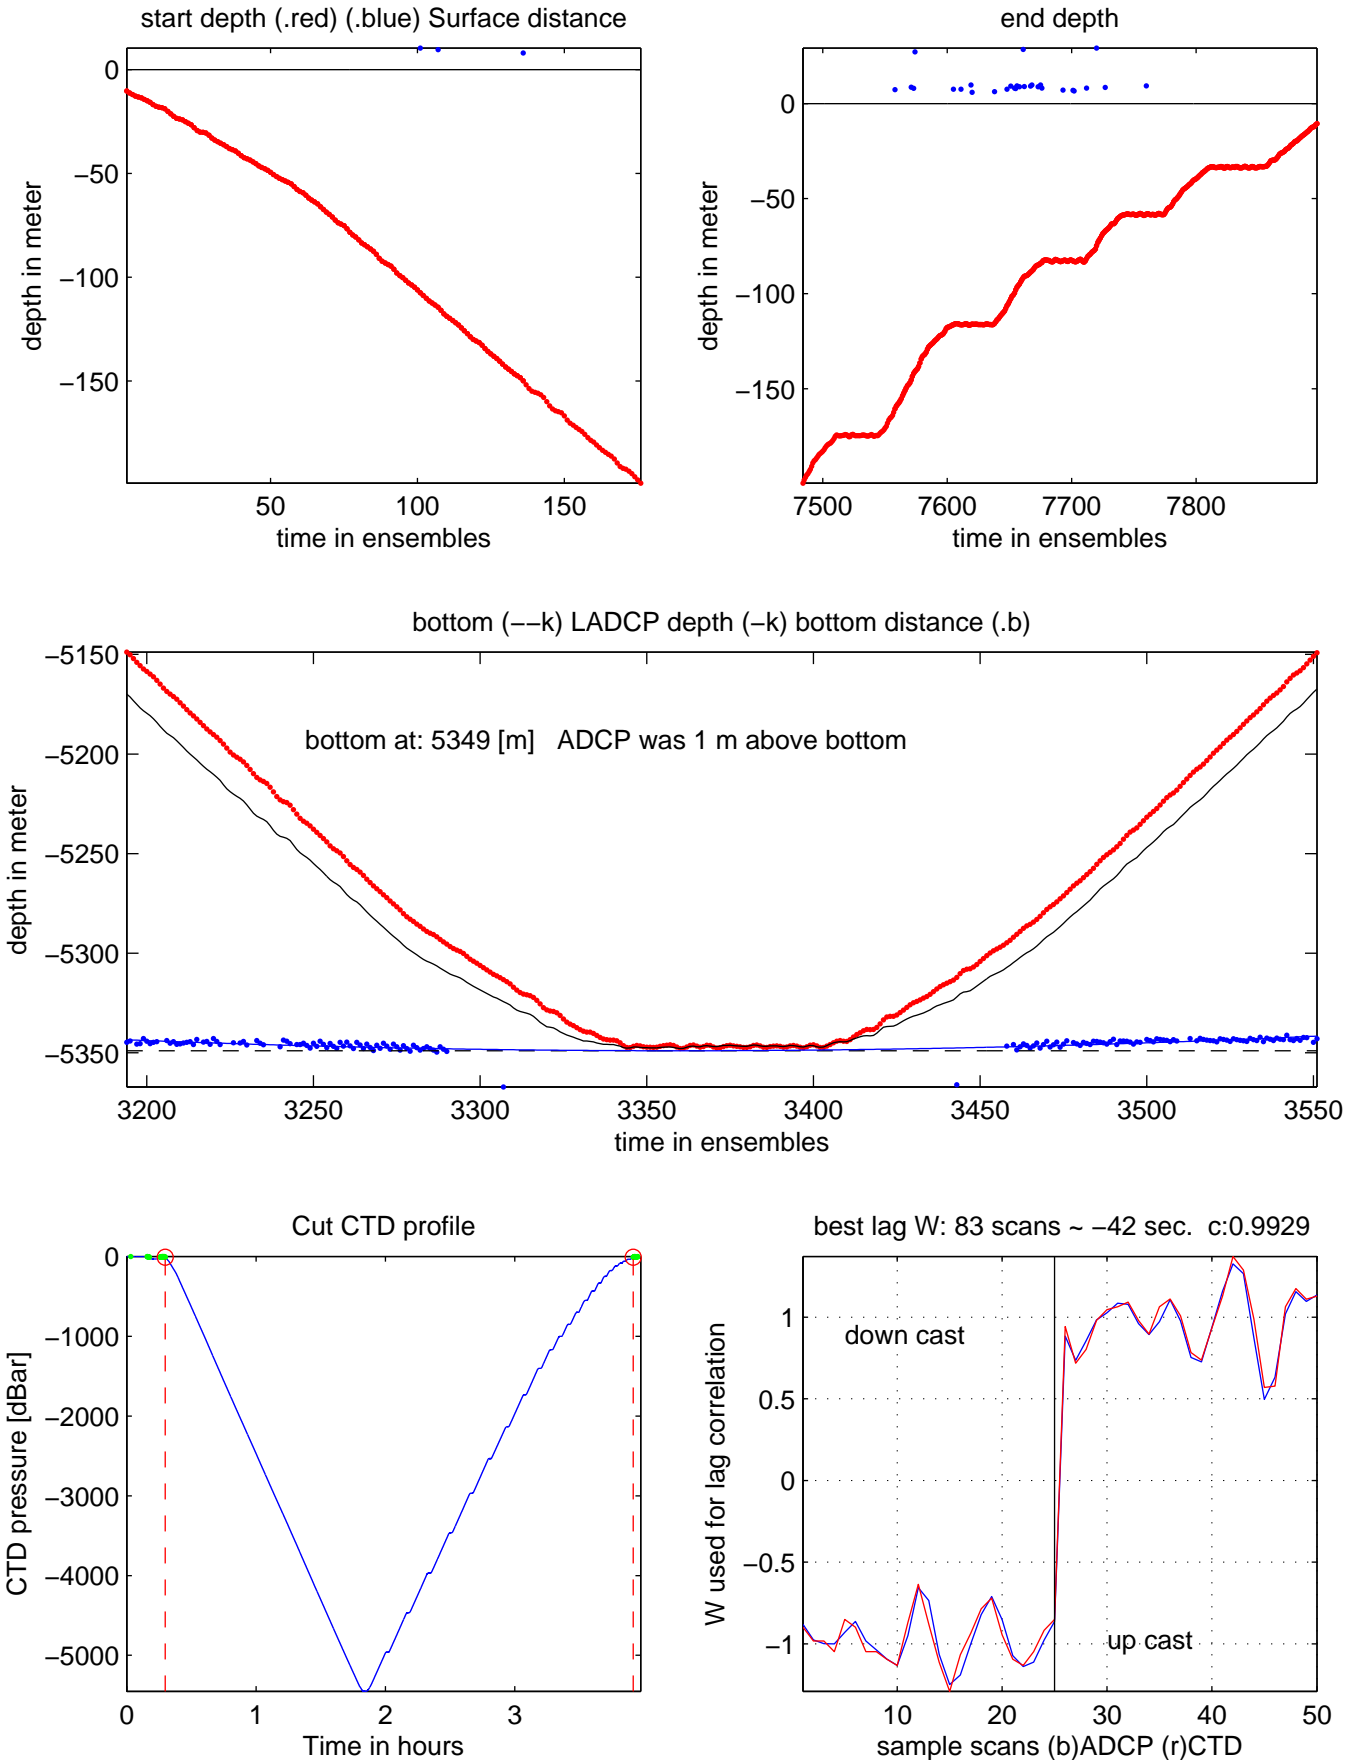 start depth (.red) (.blue) Surface distance
0
−50
−100
−150
depth in meter
50
100
150
time in ensembles
end depth
0
−50
−100
−150
depth in meter
7500
7600
7700
7800
time in ensembles
bottom (−−k) LADCP depth (−k) bottom distance (.b)
−5150
−5200
−5250
−5300
−5350
depth in meter
bottom at: 5349 [m] ADCP was 1 m above bottom
3200
3250
3300
3350
3400
3450
3500
3550
time in ensembles
Cut CTD profile
0
−1000
−2000
−3000
−4000
−5000
CTD pressure [dBar]
0
1
2
3
Time in hours
best lag W: 83 scans ~ −42 sec. c:0.9929
1
0.5
0
−0.5
−1
W used for lag correlation
down cast
up cast
10
20
30
40
50
sample scans (b)ADCP (r)CTD